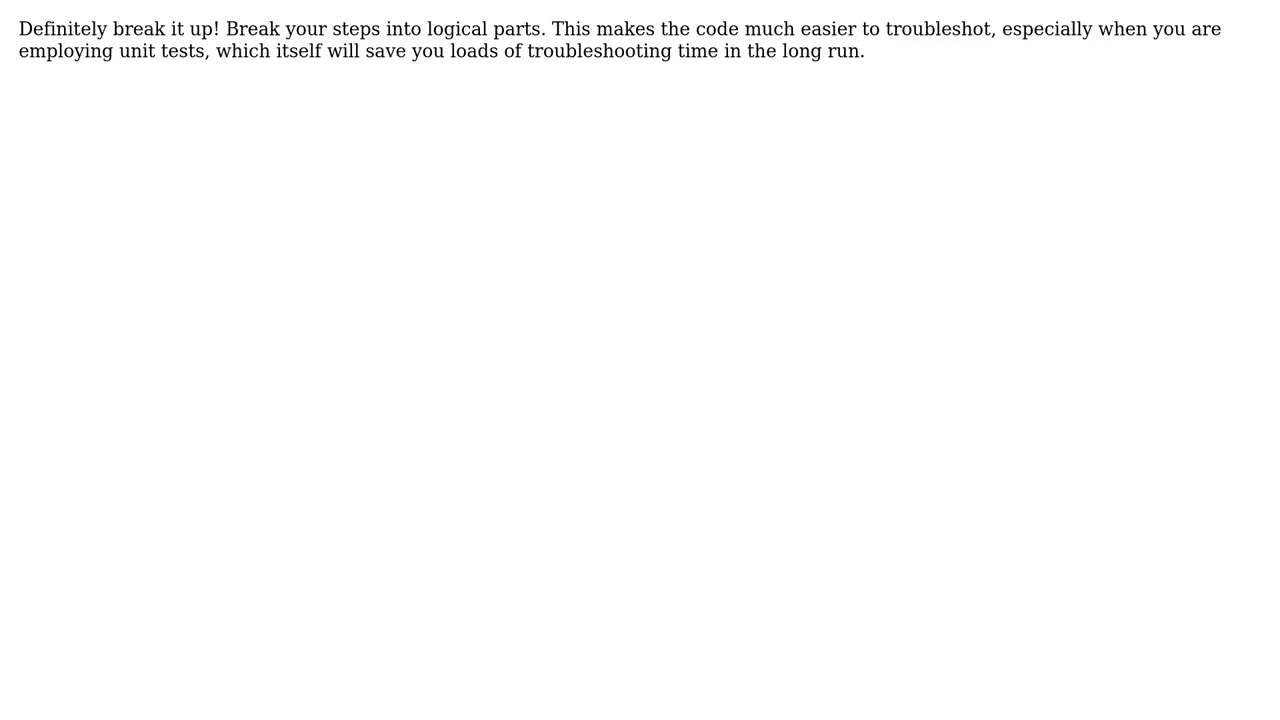 Definitely break it up! Break your steps into logical parts. This makes the code much easier to troubleshot, especially when you are
employing unit tests, which itself will save you loads of troubleshooting time in the long run.